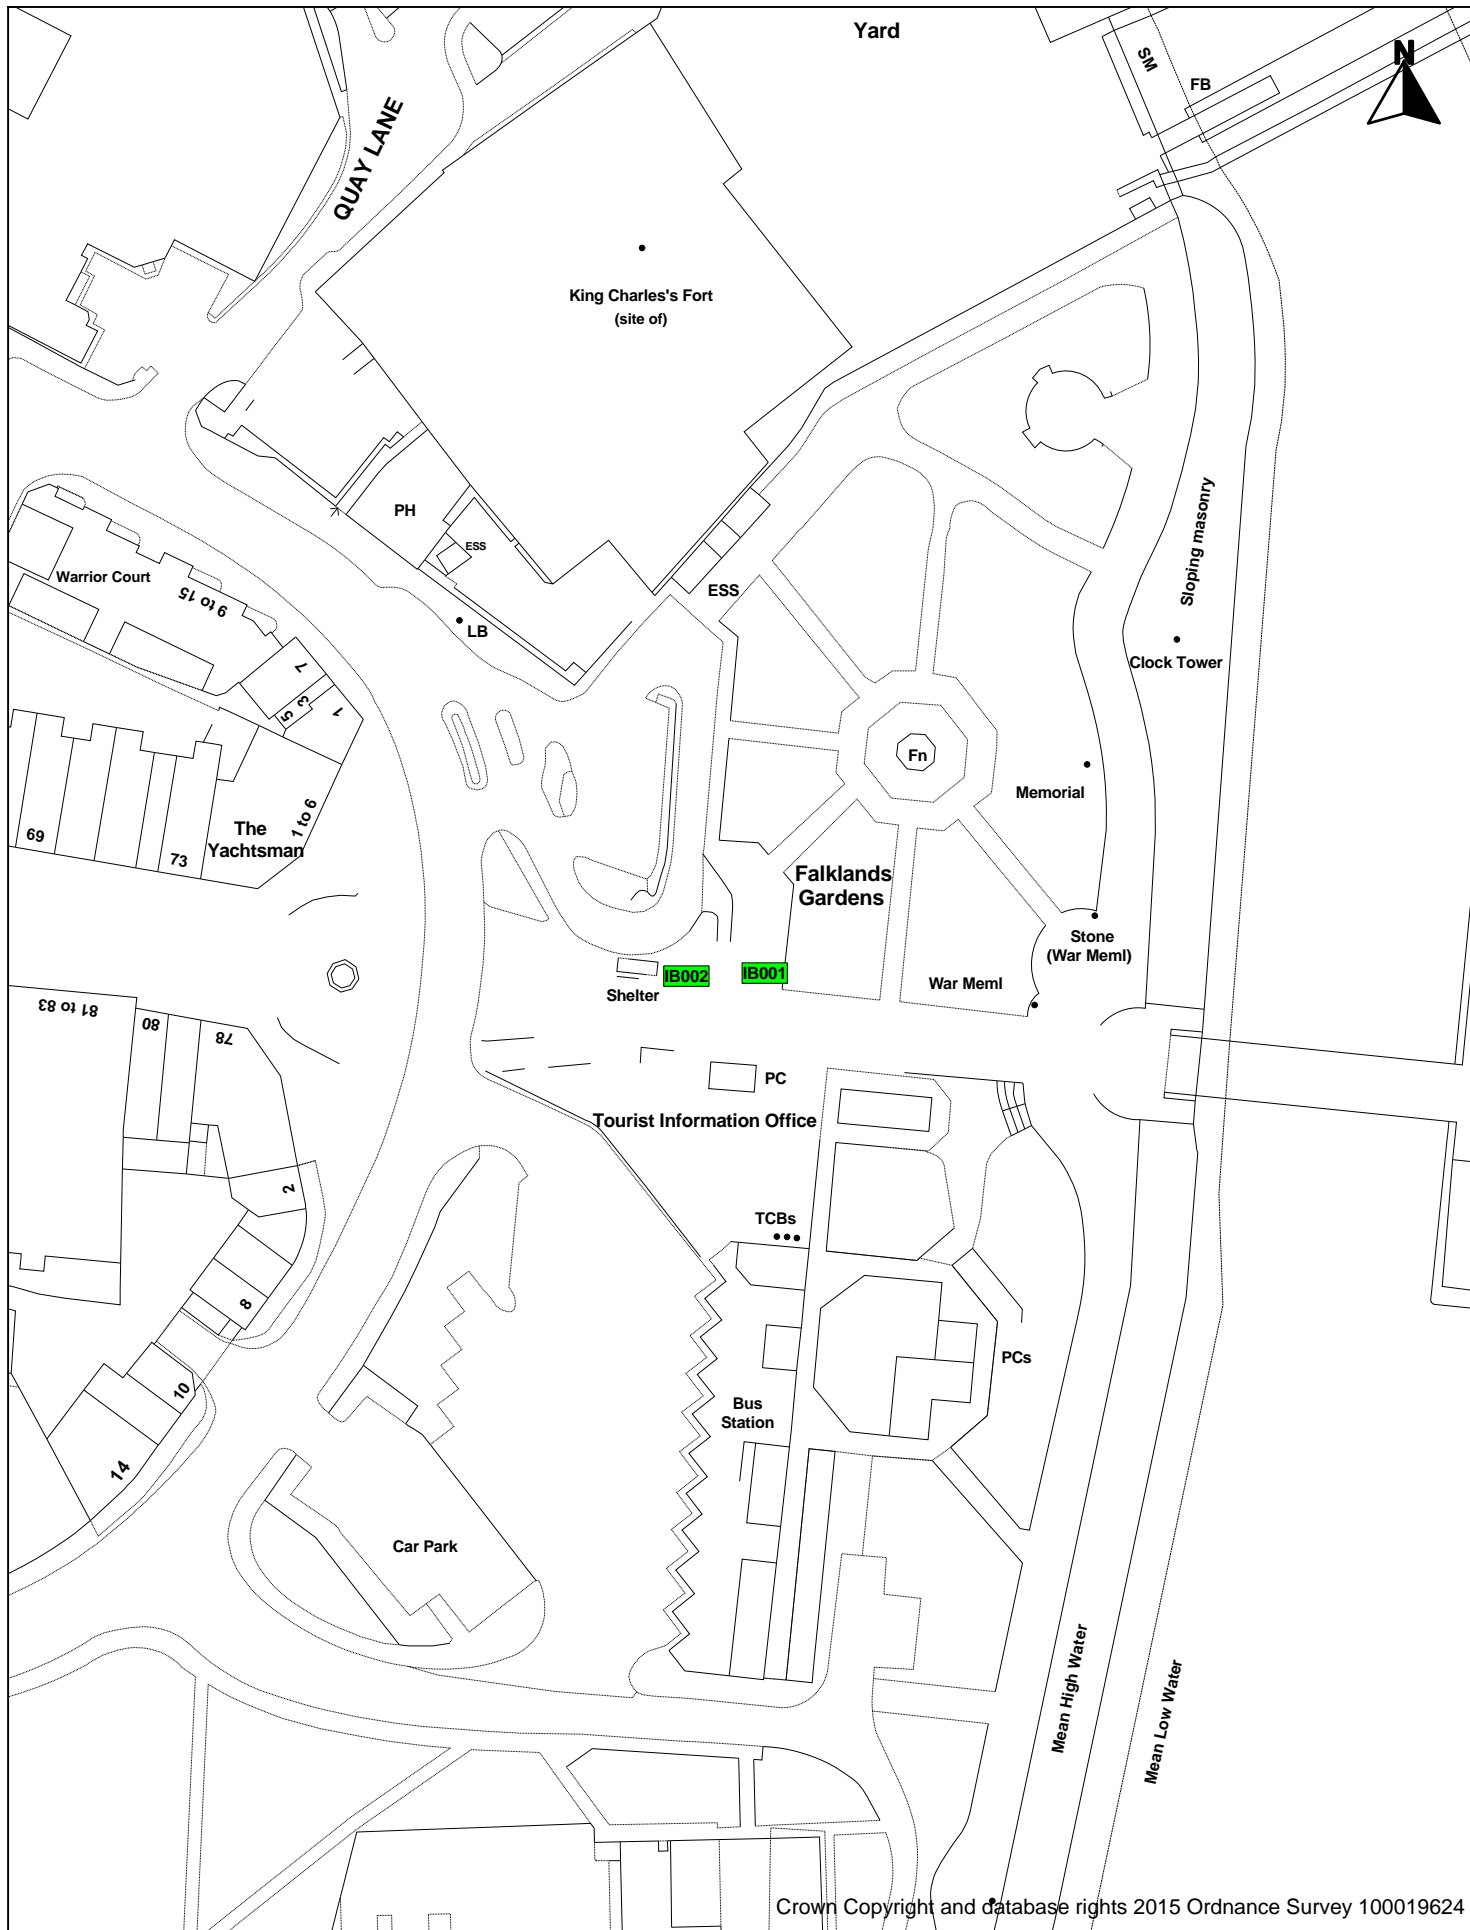 Yard
N
SM
FB
QUAY LANE
King Charles's Fort
(site of)
PH
ESS
Sloping masonry
Warrior Court
9 to 15
ESS
LB
Clock Tower
7
3
5
1
Fn
Memorial
1 to 6
69
The
Yachtsman
73
Falklands
Gardens
Stone
(War Meml)
IB002
IB001
War Meml
Shelter
81 to 83
80
78
PC
Tourist Information Office
2
TCBs
8
PCs
10
Bus
Station
14
Car Park
Mean High Water
Mean Low Water
Crown Copyright and database rights 2015 Ordnance Survey 100019624